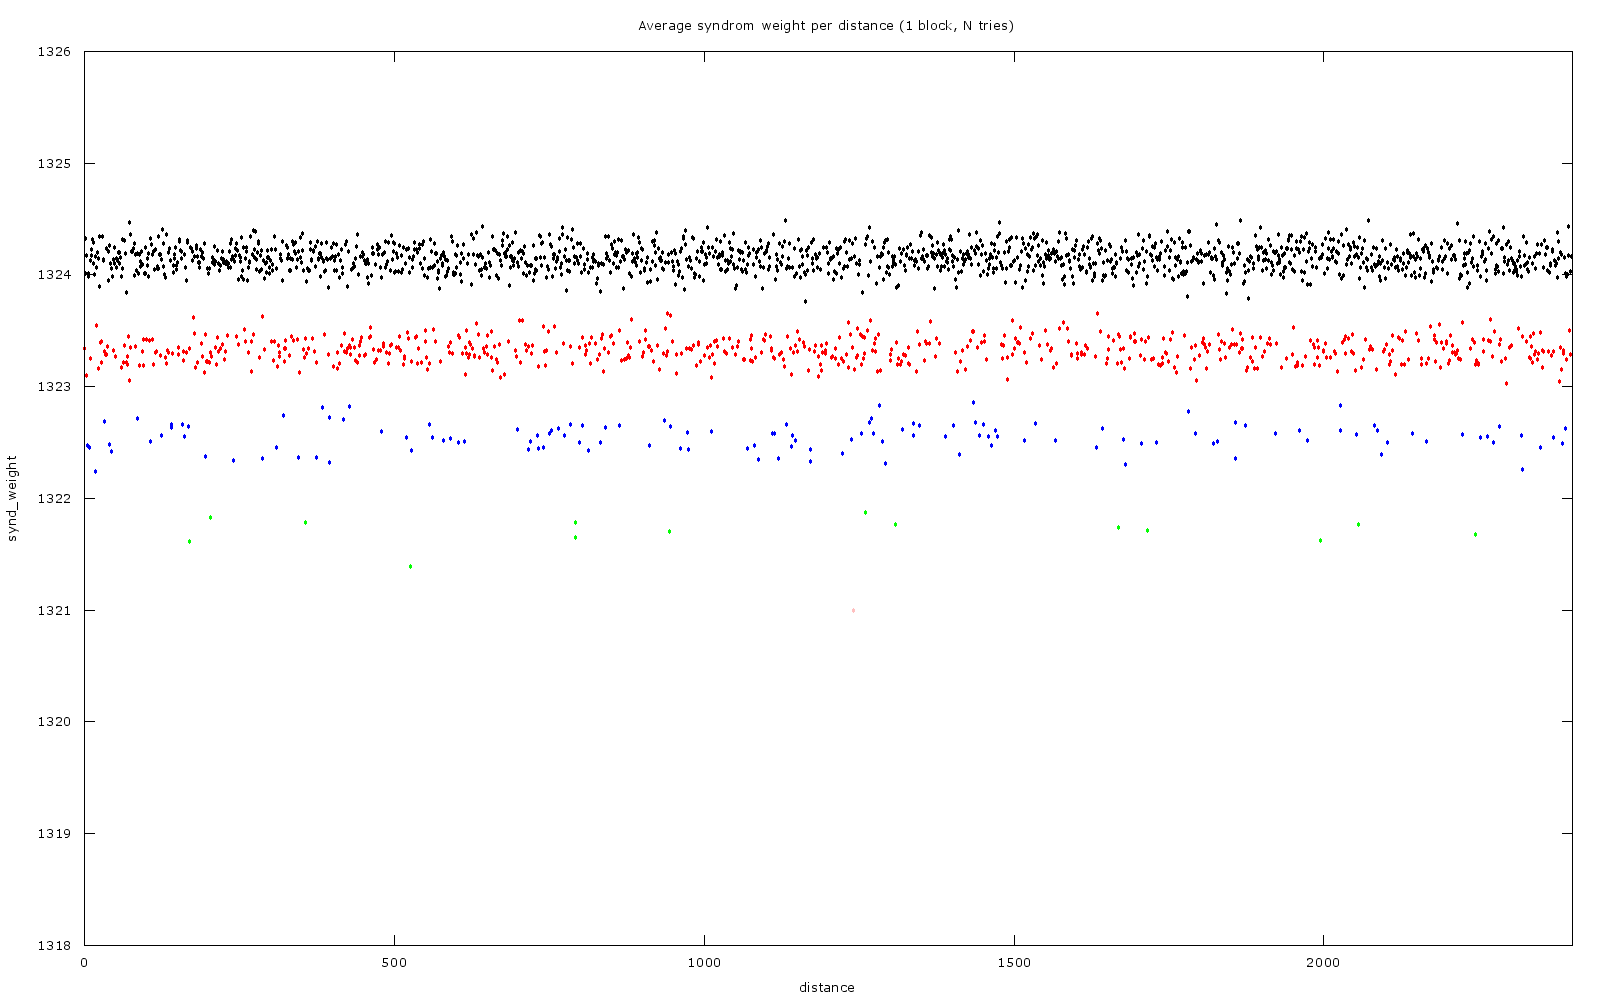 Average syndrom weight per distance (1 block, N tries)
1326
1325
1324
1323
1322
1321
1320
1319
1318
synd_weight
0 500 1000 1500 2000
distance